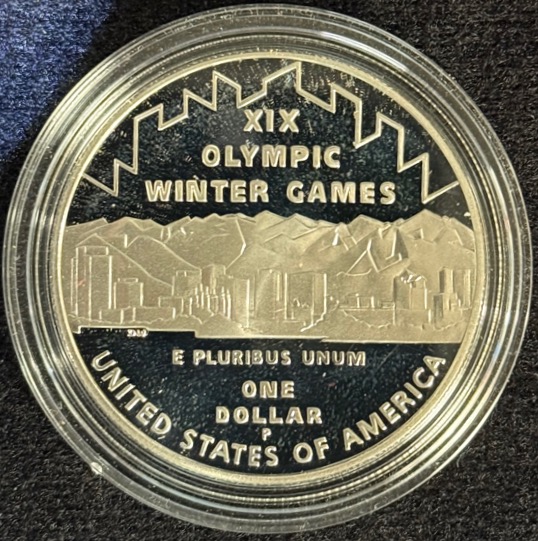 XIX
OLYMPIC
WINTER GAMES
E PLURIBUS UNUM
ONE
DOLLAR
P
UNITED STATES OF AMERICA